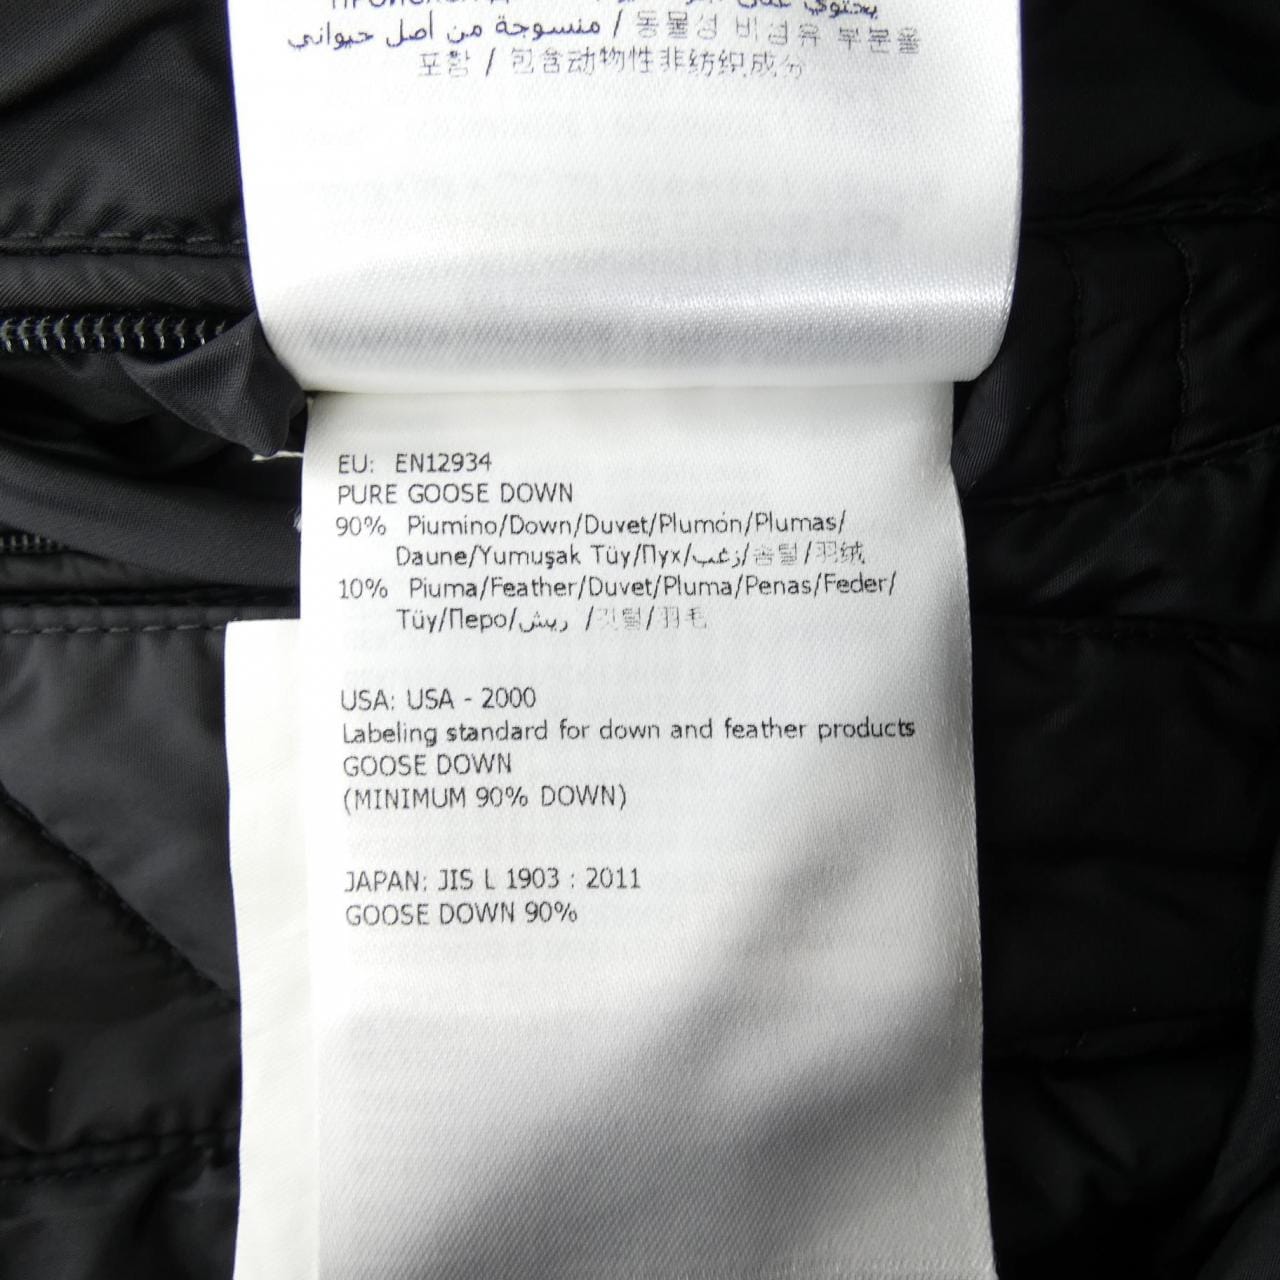 يحتوي على
منسوجة من أصل حيواني / 동물성 비섬유 부분을
포함 / 包含动物性非纺织成分
EU: EN12934
PURE GOOSE DOWN
90% Piumino/Down/Duvet/Plumón/Plumas/
Daune/Yumuşak Tüy/Пух/زغب/솜털/羽绒
10% Piuma/Feather/Duvet/Pluma/Penas/Feder/
Tüy/Перо/ريش /깃털/羽毛
USA: USA - 2000
Labeling standard for down and feather products
GOOSE DOWN
(MINIMUM 90% DOWN)
JAPAN: JIS L 1903 : 2011
GOOSE DOWN 90%